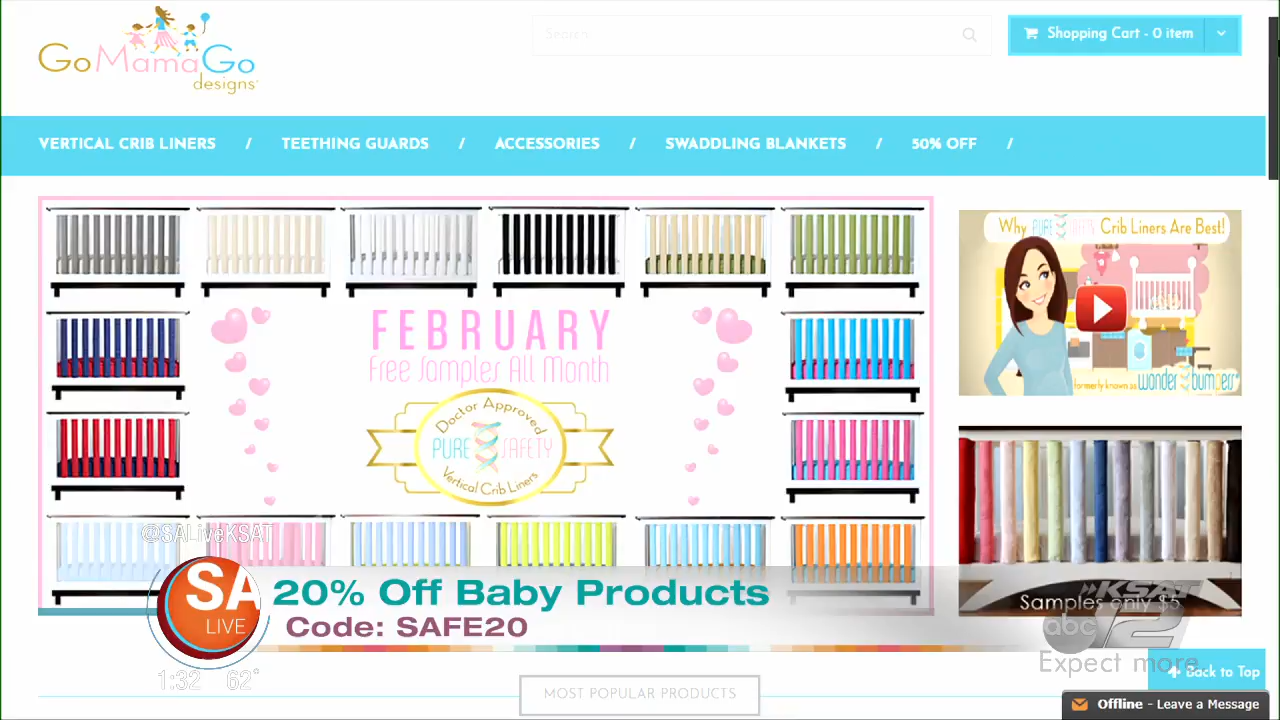 GoMamaGo
designs
Search
Shopping Cart - 0 item
VERTICAL CRIB LINERS / TEETHING GUARDS / ACCESSORIES / SWADDLING BLANKETS / 50% OFF /
Why PURE SAFETY Crib Liners Are Best!
formerly known as wonder bumpers
FEBRUARY
Free Samples All Month
Doctor Approved
PURE SAFETY
Vertical Crib Liners
Samples only $5
@SALiveKSAT
SA
LIVE
20% Off Baby Products
Code: SAFE20
KSAT
abc 12
Expect more
1:32 62°
Back to Top
MOST POPULAR PRODUCTS
Offline - Leave a Message